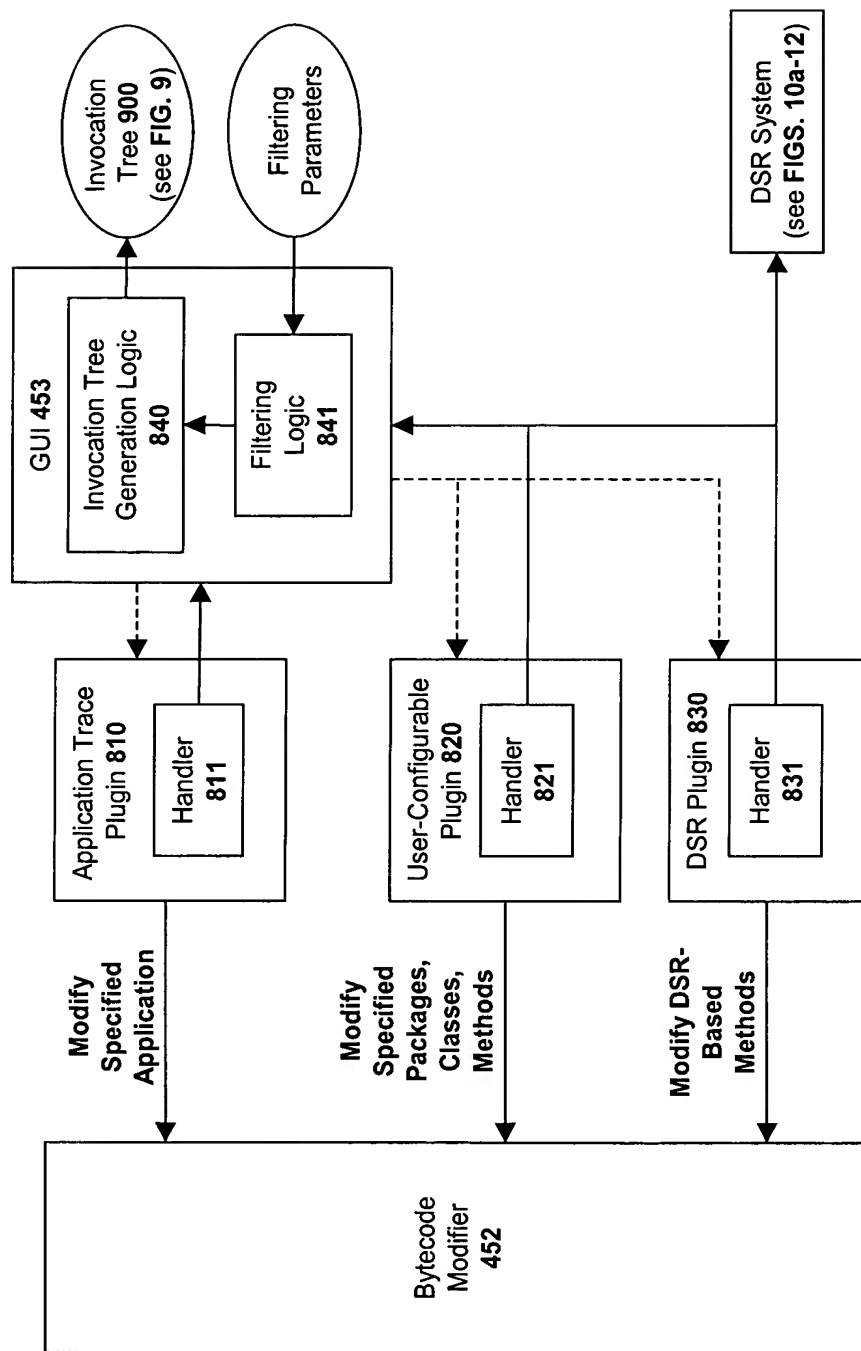 Bytecode
Modifier
452
Modify
Specified
Application
Modify
Specified
Packages,
Classes,
Methods
Modify DSR-
Based
Methods
Application Trace
Plugin 810
Handler
811
User-Configurable
Plugin 820
Handler
821
DSR Plugin 830
Handler
831
GUI 453
Invocation Tree
Generation Logic
840
Filtering
Logic
841
Invocation
Tree 900
(see FIG. 9)
Filtering
Parameters
DSR System
(see FIGS. 10a-12)